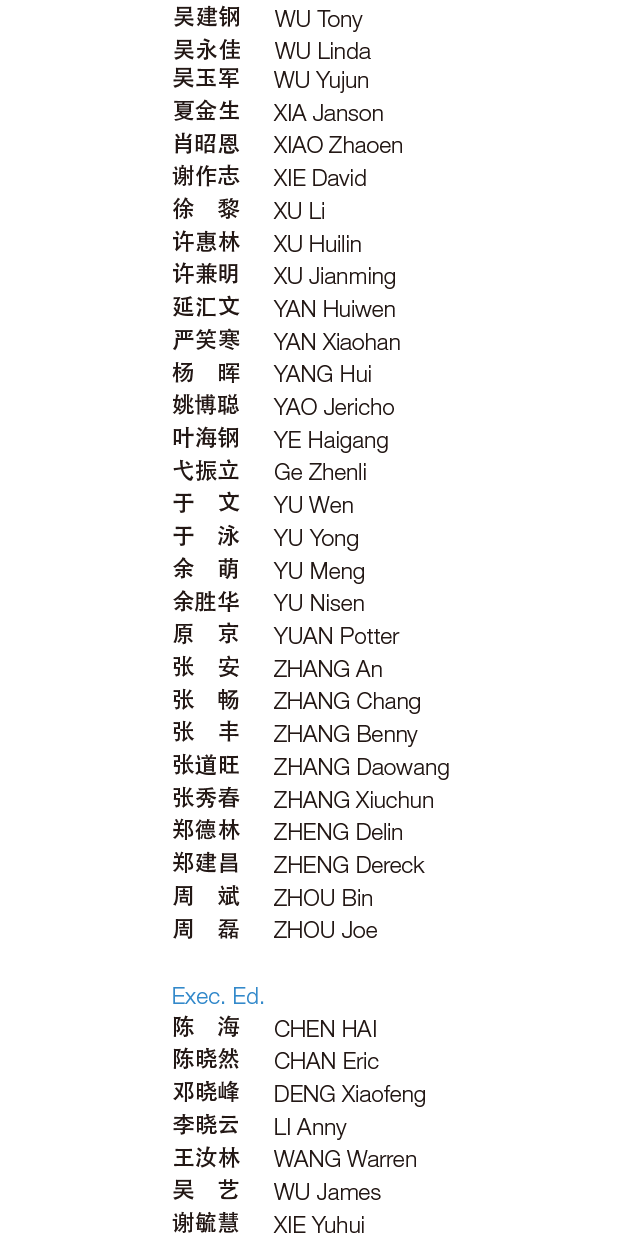 吴建钢 WU Tony
吴永佳 WU Linda
吴玉军 WU Yujun
夏金生 XIA Janson
肖昭恩 XIAO Zhaoen
谢作志 XIE David
徐　黎 XU Li
许惠林 XU Huilin
许兼明 XU Jianming
延汇文 YAN Huiwen
严笑寒 YAN Xiaohan
杨　晖 YANG Hui
姚博聪 YAO Jericho
叶海钢 YE Haigang
弋振立 Ge Zhenli
于　文 YU Wen
于　泳 YU Yong
余　萌 YU Meng
余胜华 YU Nisen
原　京 YUAN Potter
张　安 ZHANG An
张　畅 ZHANG Chang
张　丰 ZHANG Benny
张道旺 ZHANG Daowang
张秀春 ZHANG Xiuchun
郑德林 ZHENG Delin
郑建昌 ZHENG Dereck
周　斌 ZHOU Bin
周　磊 ZHOU Joe
Exec. Ed.
陈　海 CHEN HAI
陈晓然 CHAN Eric
邓晓峰 DENG Xiaofeng
李晓云 LI Anny
王汝林 WANG Warren
吴　艺 WU James
谢毓慧 XIE Yuhui